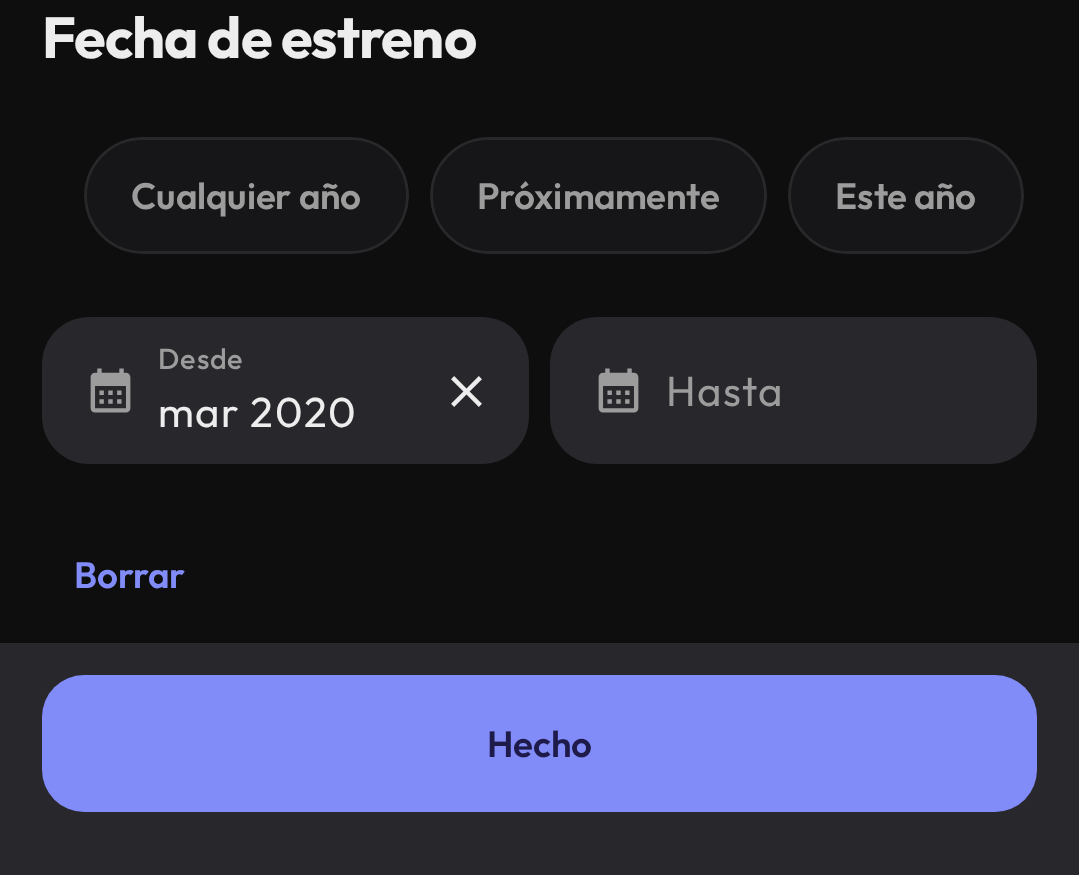 Fecha de estreno
Cualquier año
Próximamente
Este año
Desde
mar 2020
Hasta
Borrar
Hecho